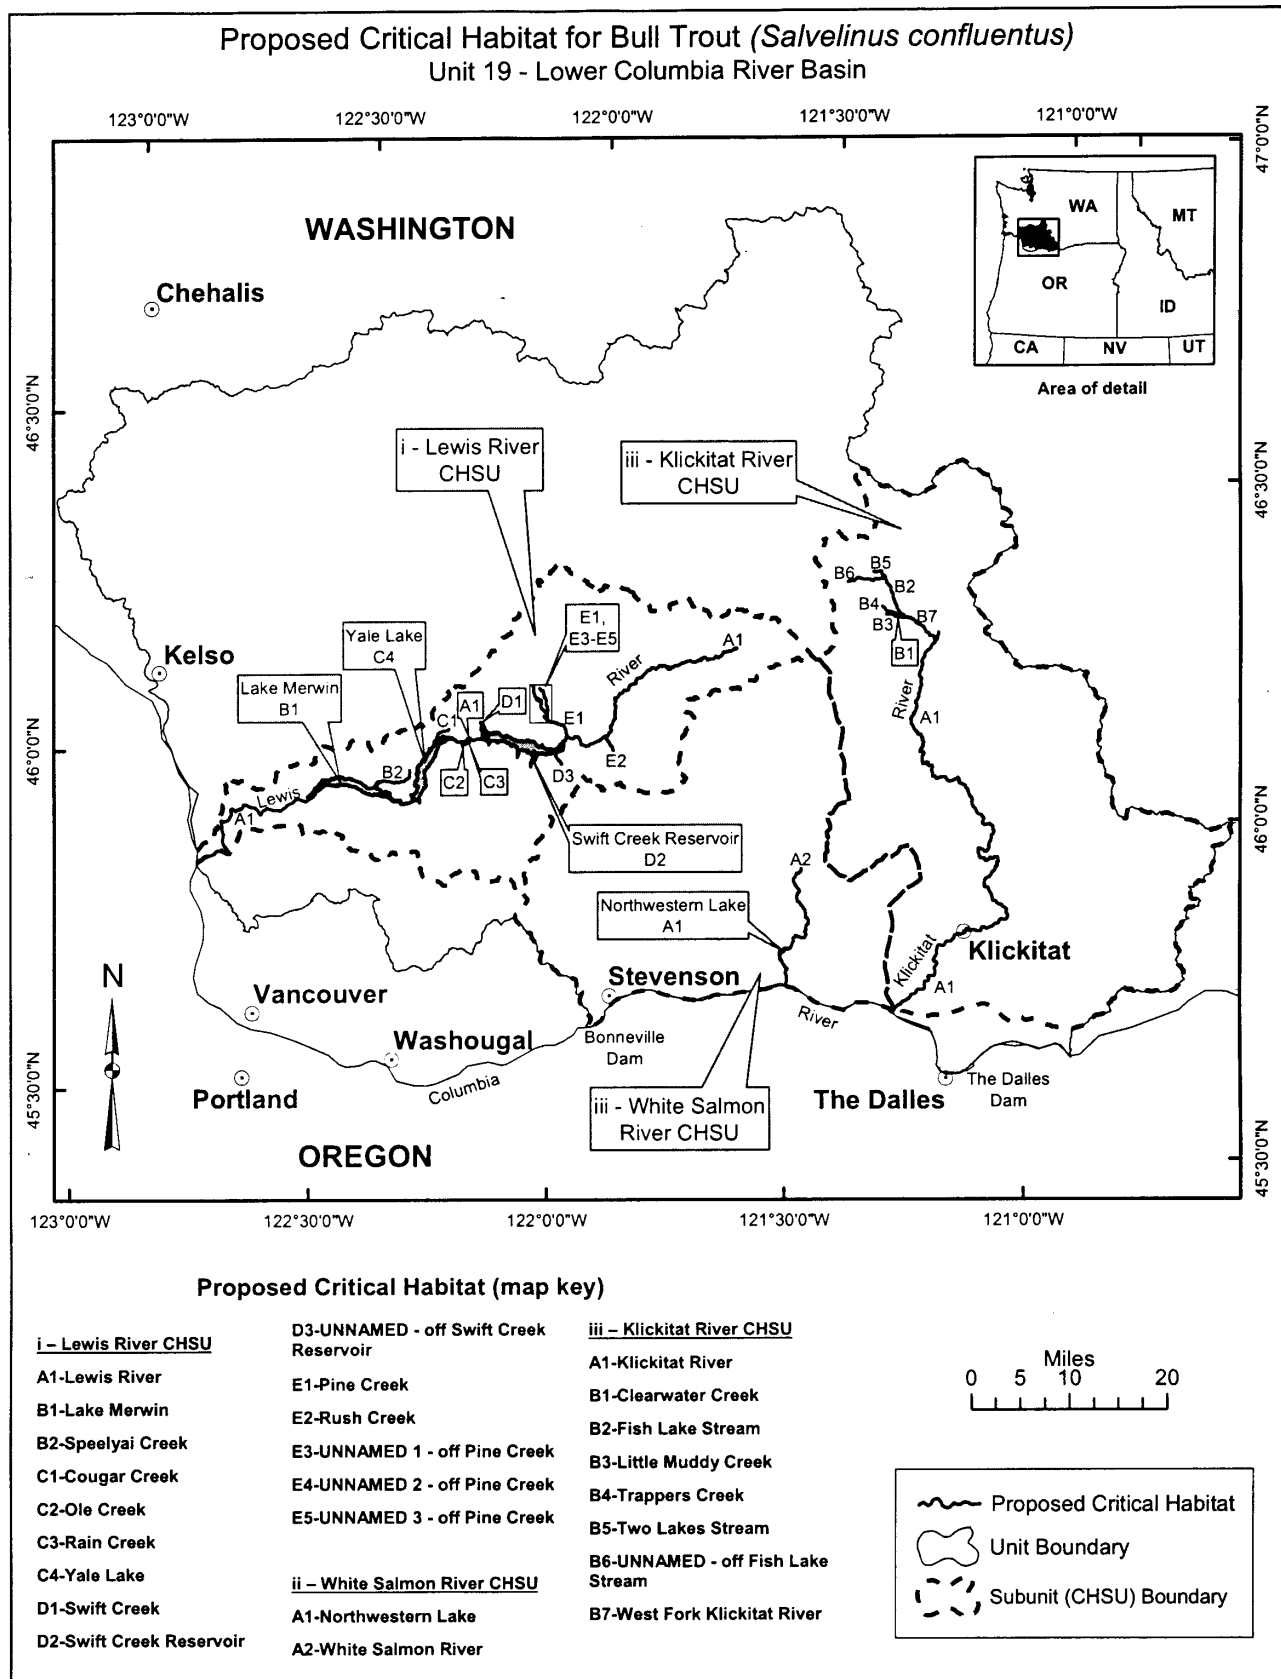 Proposed Critical Habitat for Bull Trout (Salvelinus confluentus)
Unit 19 - Lower Columbia River Basin
123°0'0"W
122°30'0"W
122°0'0"W
121°30'0"W
121°0'0"W
47°0'0"N
WASHINGTON
Chehalis
WA
MT
OR
ID
CA
NV
UT
Area of detail
46°30'0"N
46°30'0"N
i - Lewis River
CHSU
iii - Klickitat River
CHSU
B6
B5
B2
B4
B3
B7
B1
E1,
E3-E5
A1
River
River
A1
Kelso
Yale Lake
C4
Lake Merwin
B1
A1
D1
C1
E1
E2
B2
C2
C3
D3
Lewis
A1
46°0'0"N
46°0'0"N
Swift Creek Reservoir
D2
A2
Northwestern Lake
A1
Klickitat
Klickitat
A1
N
Stevenson
Vancouver
River
Washougal
Bonneville
Dam
Columbia
Portland
The Dalles
The Dalles
Dam
iii - White Salmon
River CHSU
OREGON
45°30'0"N
45°30'0"N
123°0'0"W
122°30'0"W
122°0'0"W
121°30'0"W
121°0'0"W
Proposed Critical Habitat (map key)
i – Lewis River CHSU
A1-Lewis River
B1-Lake Merwin
B2-Speelyai Creek
C1-Cougar Creek
C2-Ole Creek
C3-Rain Creek
C4-Yale Lake
D1-Swift Creek
D2-Swift Creek Reservoir
D3-UNNAMED - off Swift Creek
Reservoir
E1-Pine Creek
E2-Rush Creek
E3-UNNAMED 1 - off Pine Creek
E4-UNNAMED 2 - off Pine Creek
E5-UNNAMED 3 - off Pine Creek
ii – White Salmon River CHSU
A1-Northwestern Lake
A2-White Salmon River
iii – Klickitat River CHSU
A1-Klickitat River
B1-Clearwater Creek
B2-Fish Lake Stream
B3-Little Muddy Creek
B4-Trappers Creek
B5-Two Lakes Stream
B6-UNNAMED - off Fish Lake
Stream
B7-West Fork Klickitat River
Miles
0 5 10 20
Proposed Critical Habitat
Unit Boundary
Subunit (CHSU) Boundary